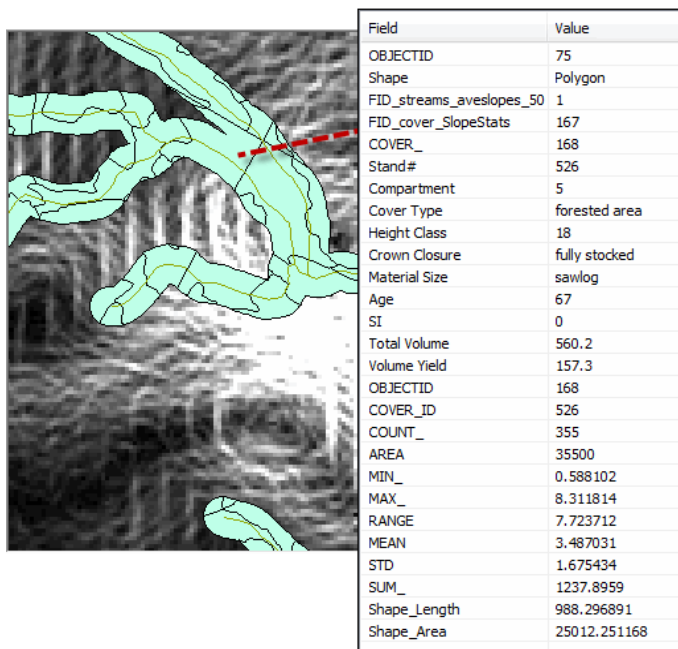 Field Value
OBJECTID 75
Shape Polygon
FID_streams_aveslopes_50 1
FID_cover_SlopeStats 167
COVER_ 168
Stand# 526
Compartment 5
Cover Type forested area
Height Class 18
Crown Closure fully stocked
Material Size sawlog
Age 67
SI 0
Total Volume 560.2
Volume Yield 157.3
OBJECTID 168
COVER_ID 526
COUNT_ 355
AREA 35500
MIN_ 0.588102
MAX_ 8.311814
RANGE 7.723712
MEAN 3.487031
STD 1.675434
SUM_ 1237.8959
Shape_Length 988.296891
Shape_Area 25012.251168